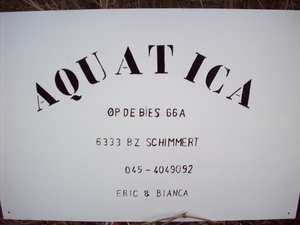 AQUATICA
OP DE BIES 66A
6333 BZ SCHIMMERT
045-4049092
ERIC & BIANCA